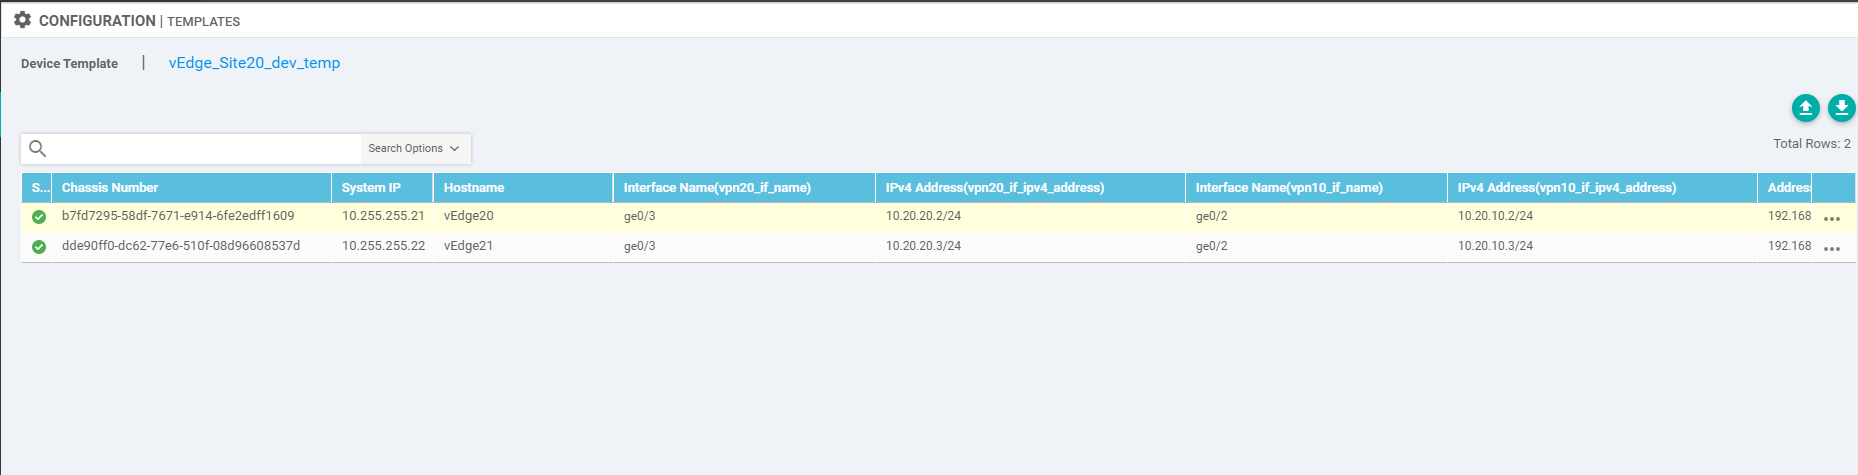 CONFIGURATION | TEMPLATES
Device Template | vEdge_Site20_dev_temp
Search Options
Total Rows: 2
S... Chassis Number System IP Hostname Interface Name(vpn20_if_name) IPv4 Address(vpn20_if_ipv4_address) Interface Name(vpn10_if_name) IPv4 Address(vpn10_if_ipv4_address) Addres
b7fd7295-58df-7671-e914-6fe2edff1609 10.255.255.21 vEdge20 ge0/3 10.20.20.2/24 ge0/2 10.20.10.2/24 192.168 ...
dde90ff0-dc62-77e6-510f-08d96608537d 10.255.255.22 vEdge21 ge0/3 10.20.20.3/24 ge0/2 10.20.10.3/24 192.168 ...